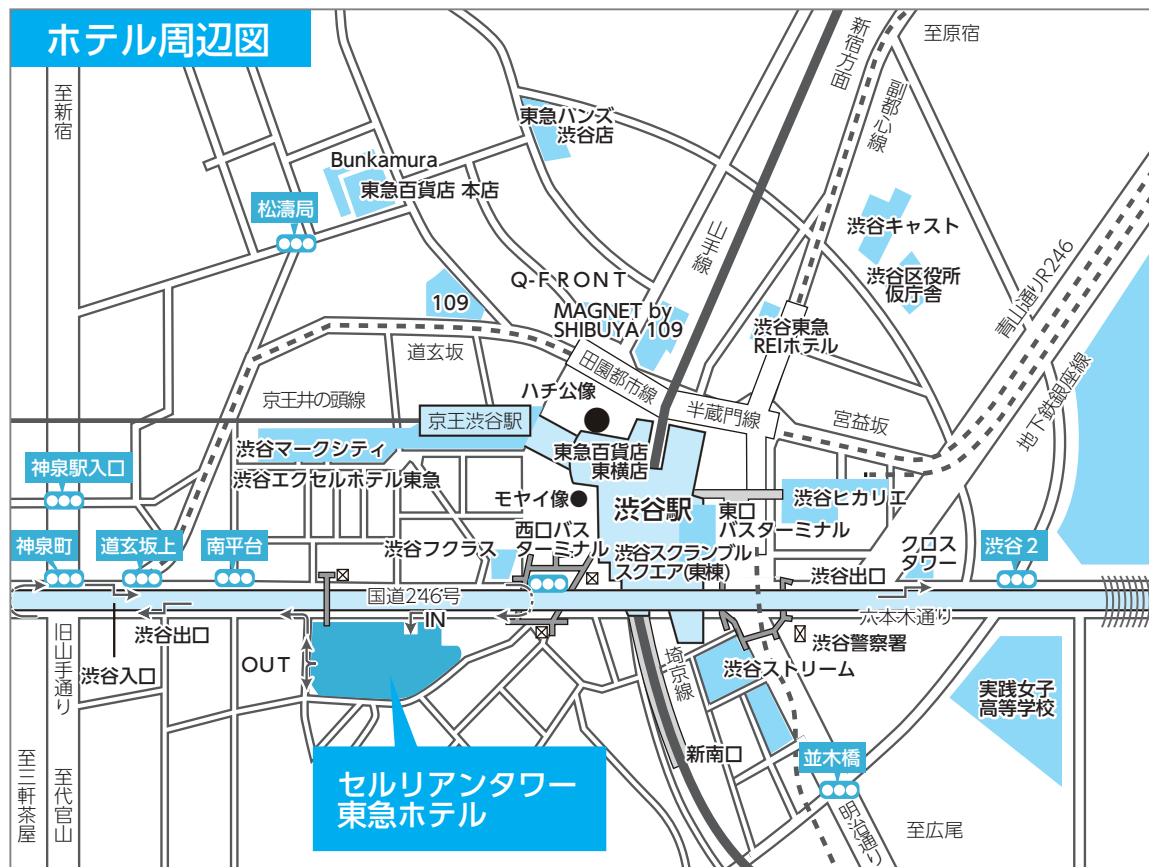 ホテル周辺図
至新宿
新宿方面
至原宿
副都心線
東急ハンズ
渋谷店
Bunkamura
東急百貨店 本店
松濤局
山手線
渋谷キャスト
渋谷区役所
仮庁舎
青山通りR246
地下鉄銀座線
Q-FRONT
109
MAGNET by
SHIBUYA 109
渋谷東急
REIホテル
道玄坂
田園都市線
半蔵門線
宮益坂
ハチ公像
京王井の頭線
京王渋谷駅
渋谷マークシティ
渋谷エクセルホテル東急
東急百貨店
東横店
神泉駅入口
モヤイ像
渋谷駅
渋谷ヒカリエ
東口
バスターミナル
西口バス
ターミナル
神泉町
道玄坂上
南平台
渋谷フクラス
渋谷スクランブル
スクエア(東棟)
渋谷出口
クロス
タワー
渋谷2
国道246号
六本木通り
IN
渋谷出口
渋谷入口
旧山手通り
OUT
渋谷警察署
埼京線
渋谷ストリーム
実践女子
高等学校
新南口
並木橋
セルリアンタワー
東急ホテル
至三軒茶屋
至代官山
明治通り
至広尾